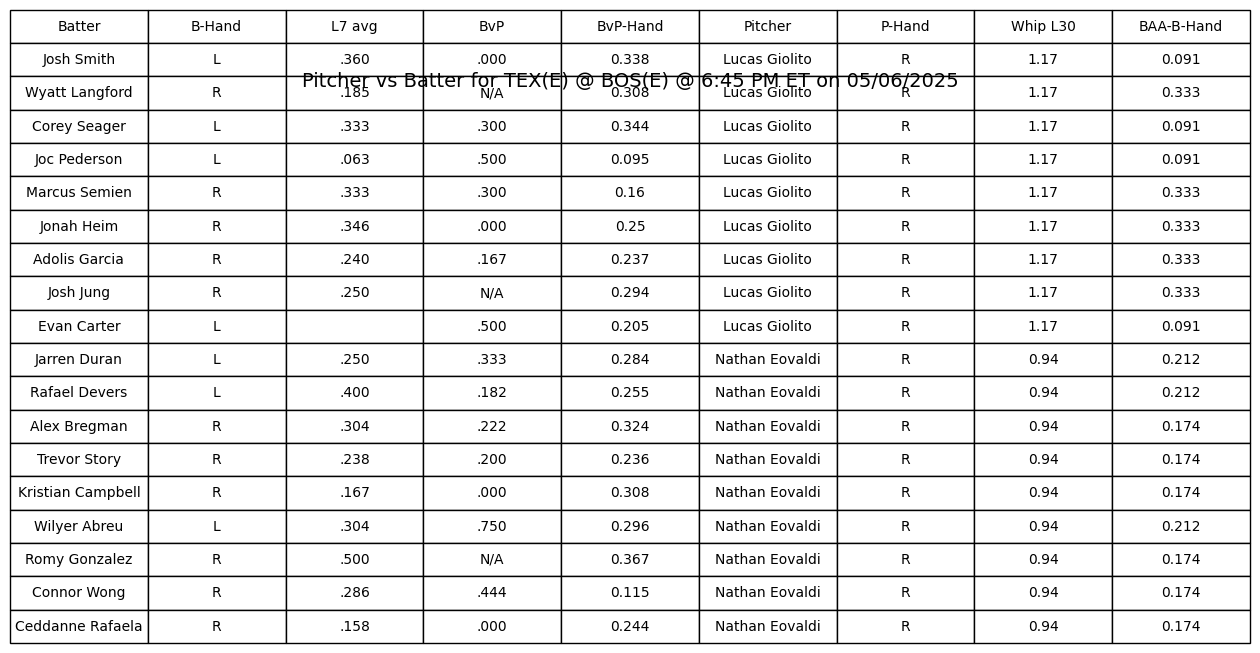 Batter B-Hand L7 avg BvP BvP-Hand Pitcher P-Hand Whip L30 BAA-B-Hand
Josh Smith L .360 .000 0.338 Lucas Giolito R 1.17 0.091
Pitcher vs Batter for TEX(E) @ BOS(E) @ 6:45 PM ET on 05/06/2025
Wyatt Langford R .185 N/A 0.308 Lucas Giolito R 1.17 0.333
Corey Seager L .333 .300 0.344 Lucas Giolito R 1.17 0.091
Joc Pederson L .063 .500 0.095 Lucas Giolito R 1.17 0.091
Marcus Semien R .333 .300 0.16 Lucas Giolito R 1.17 0.333
Jonah Heim R .346 .000 0.25 Lucas Giolito R 1.17 0.333
Adolis Garcia R .240 .167 0.237 Lucas Giolito R 1.17 0.333
Josh Jung R .250 N/A 0.294 Lucas Giolito R 1.17 0.333
Evan Carter L .500 0.205 Lucas Giolito R 1.17 0.091
Jarren Duran L .250 .333 0.284 Nathan Eovaldi R 0.94 0.212
Rafael Devers L .400 .182 0.255 Nathan Eovaldi R 0.94 0.212
Alex Bregman R .304 .222 0.324 Nathan Eovaldi R 0.94 0.174
Trevor Story R .238 .200 0.236 Nathan Eovaldi R 0.94 0.174
Kristian Campbell R .167 .000 0.308 Nathan Eovaldi R 0.94 0.174
Wilyer Abreu L .304 .750 0.296 Nathan Eovaldi R 0.94 0.212
Romy Gonzalez R .500 N/A 0.367 Nathan Eovaldi R 0.94 0.174
Connor Wong R .286 .444 0.115 Nathan Eovaldi R 0.94 0.174
Ceddanne Rafaela R .158 .000 0.244 Nathan Eovaldi R 0.94 0.174